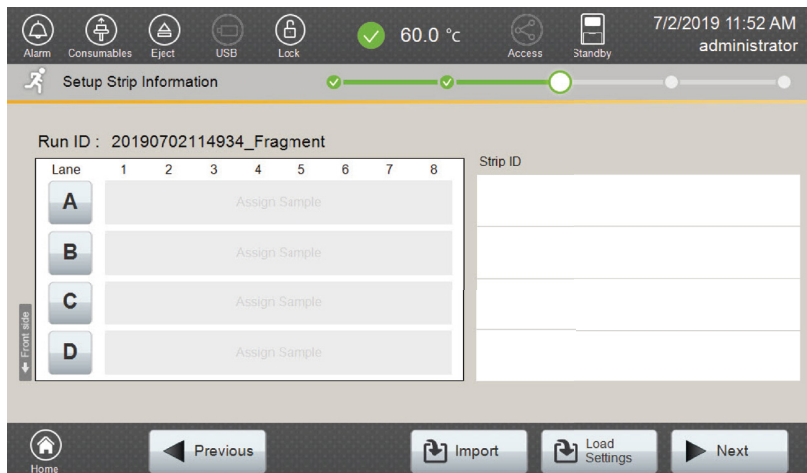 Alarm Consumables Eject USB Lock 60.0 °C Access Standby 7/2/2019 11:52 AM
administrator
Setup Strip Information
Run ID : 20190702114934_Fragment
Lane 1 2 3 4 5 6 7 8
Strip ID
A Assign Sample
B Assign Sample
C Assign Sample
D Assign Sample
Front side
Home
Previous
Import
Load
Settings
Next